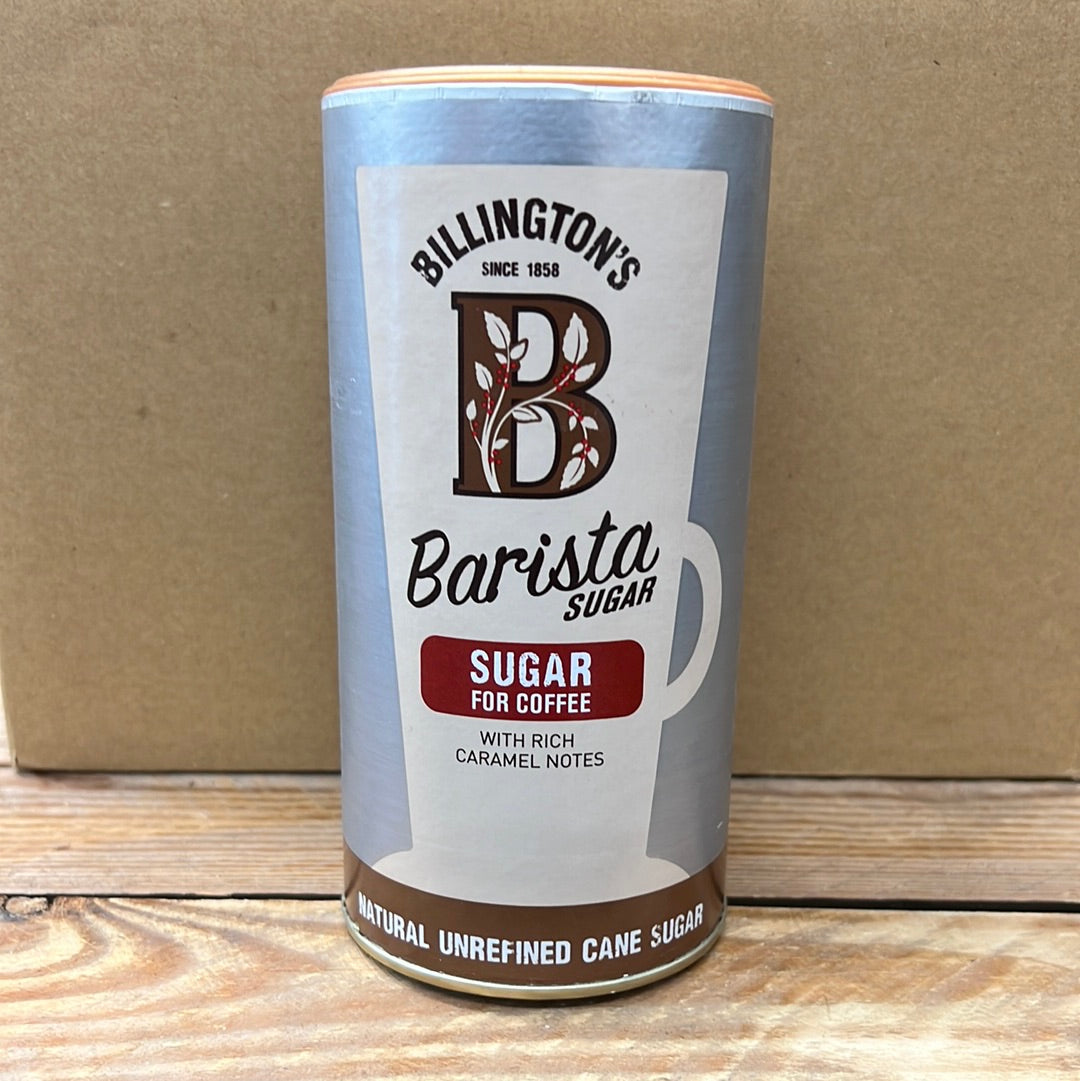 BILLINGTON'S
SINCE 1858
B
Barista
SUGAR
SUGAR
FOR COFFEE
WITH RICH
CARAMEL NOTES
NATURAL UNREFINED CANE SUGAR